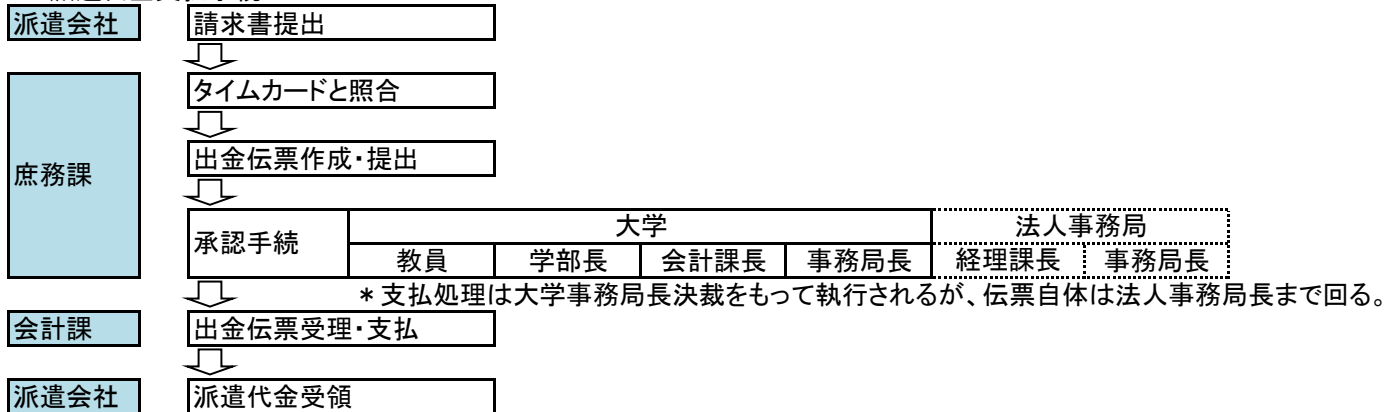 派遣会社 請求書提出
タイムカードと照合
庶務課
出金伝票作成・提出
承認手続 大学 法人事務局
教員 学部長 会計課長 事務局長 経理課長 事務局長
＊支払処理は大学事務局長決裁をもって執行されるが、伝票自体は法人事務局長まで回る。
会計課 出金伝票受理・支払
派遣会社 派遣代金受領